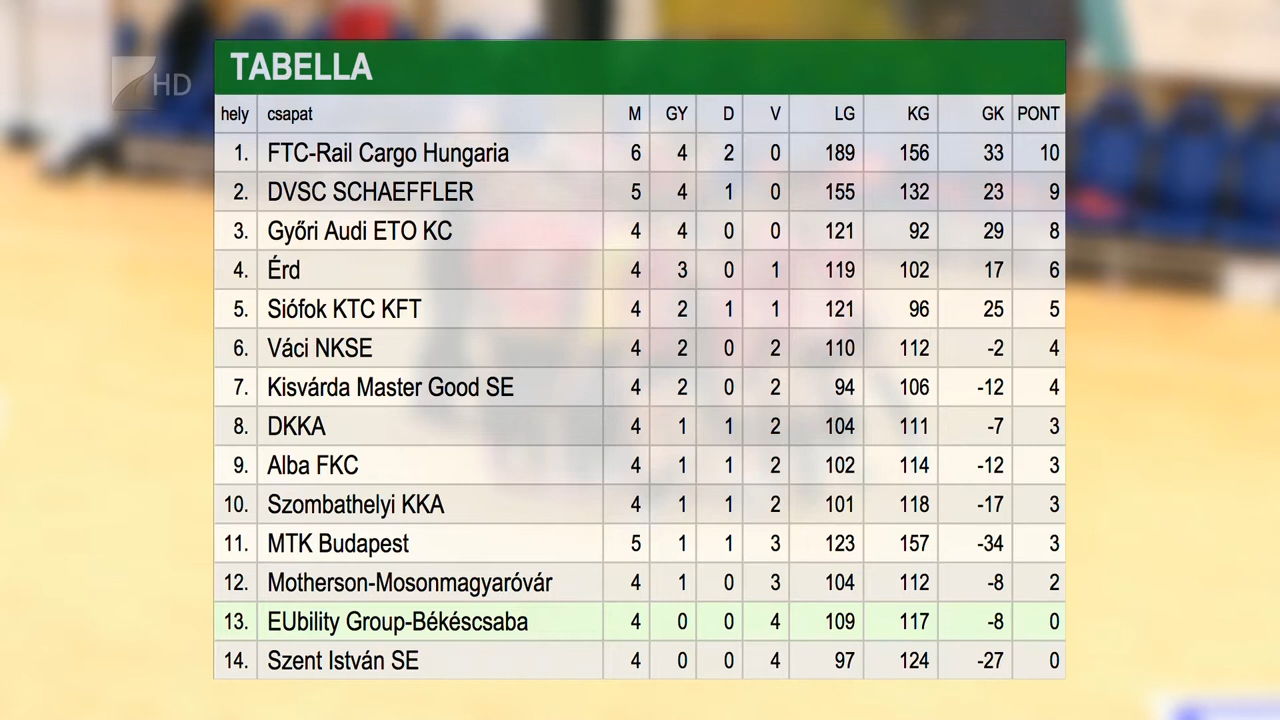 TABELLA
HD
hely csapat M GY D V LG KG GK PONT
1. FTC-Rail Cargo Hungaria 6 4 2 0 189 156 33 10
2. DVSC SCHAEFFLER 5 4 1 0 155 132 23 9
3. Győri Audi ETO KC 4 4 0 0 121 92 29 8
4. Érd 4 3 0 1 119 102 17 6
5. Siófok KTC KFT 4 2 1 1 121 96 25 5
6. Váci NKSE 4 2 0 2 110 112 -2 4
7. Kisvárda Master Good SE 4 2 0 2 94 106 -12 4
8. DKKA 4 1 1 2 104 111 -7 3
9. Alba FKC 4 1 1 2 102 114 -12 3
10. Szombathelyi KKA 4 1 1 2 101 118 -17 3
11. MTK Budapest 5 1 1 3 123 157 -34 3
12. Motherson-Mosonmagyaróvár 4 1 0 3 104 112 -8 2
13. EUbility Group-Békéscsaba 4 0 0 4 109 117 -8 0
14. Szent István SE 4 0 0 4 97 124 -27 0